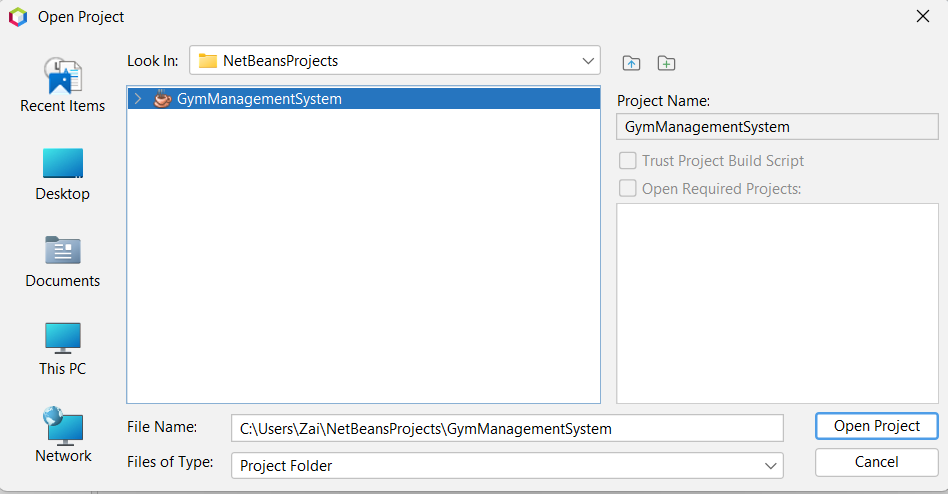 Open Project
Look In:
NetBeansProjects
Recent Items
Desktop
Documents
This PC
Network
GymManagementSystem
Project Name:
GymManagementSystem
Trust Project Build Script
Open Required Projects:
File Name:
C:\Users\Zai\NetBeansProjects\GymManagementSystem
Open Project
Files of Type:
Project Folder
Cancel